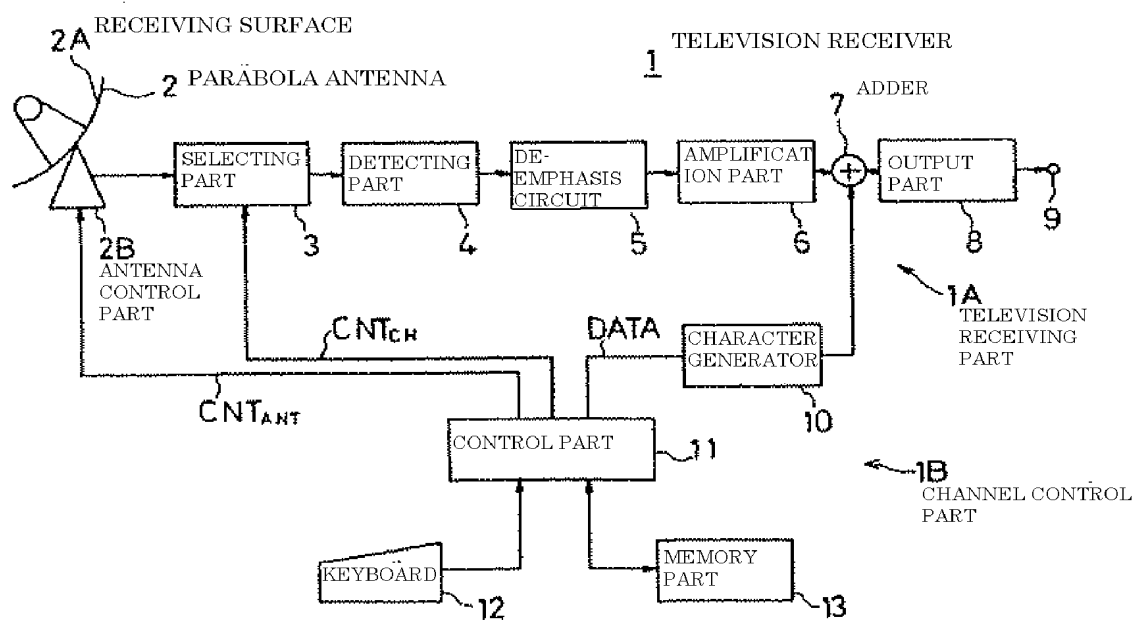 2A RECEIVING SURFACE
2 PARABOLA ANTENNA
1 TELEVISION RECEIVER
7 ADDER
SELECTING
PART
3
DETECTING
PART
4
DE-
EMPHASIS
CIRCUIT
5
AMPLIFICAT
ION PART
6
OUTPUT
PART
8
9
2B
ANTENNA
CONTROL
PART
1A
TELEVISION
RECEIVING
PART
CNTCH
DATA
CHARACTER
GENERATOR
10
CNTANT
CONTROL PART
11
1B
CHANNEL CONTROL
PART
KEYBOARD
12
MEMORY
PART
13